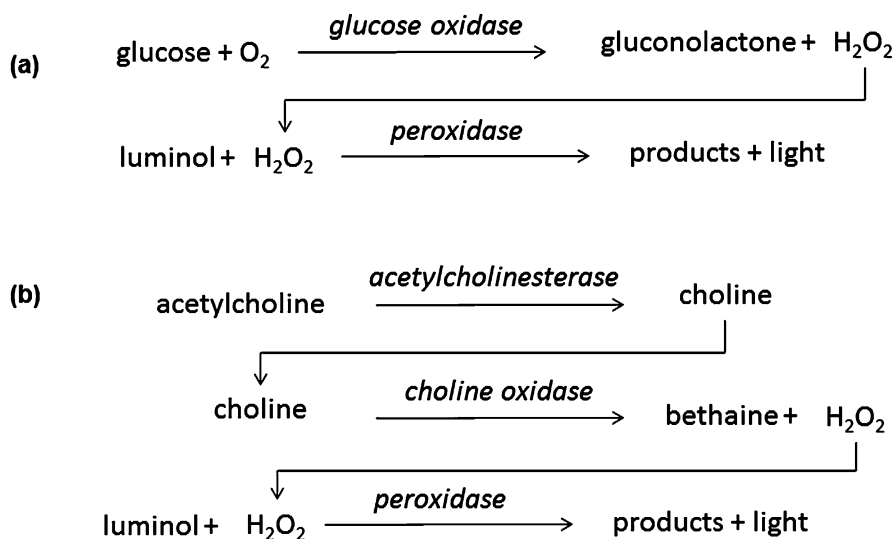 (a) glucose + O₂ glucose oxidase gluconolactone + H₂O₂
luminol + H₂O₂ peroxidase products + light
(b) acetylcholine acetylcholinesterase choline
choline choline oxidase bethaine + H₂O₂
luminol + H₂O₂ peroxidase products + light